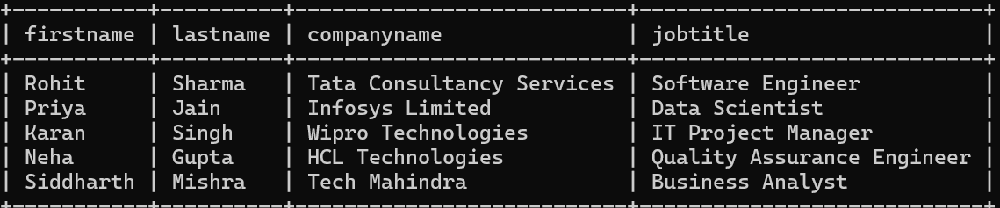 +-----------+----------+----------------------------+----------------------------+
| firstname | lastname | companyname               | jobtitle                   |
+-----------+----------+---------------------------+----------------------------+
| Rohit     | Sharma   | Tata Consultancy Services | Software Engineer          |
| Priya     | Jain     | Infosys Limited           | Data Scientist             |
| Karan     | Singh    | Wipro Technologies        | IT Project Manager         |
| Neha      | Gupta    | HCL Technologies          | Quality Assurance Engineer |
| Siddharth | Mishra   | Tech Mahindra             | Business Analyst           |
+-----------+----------+---------------------------+----------------------------+